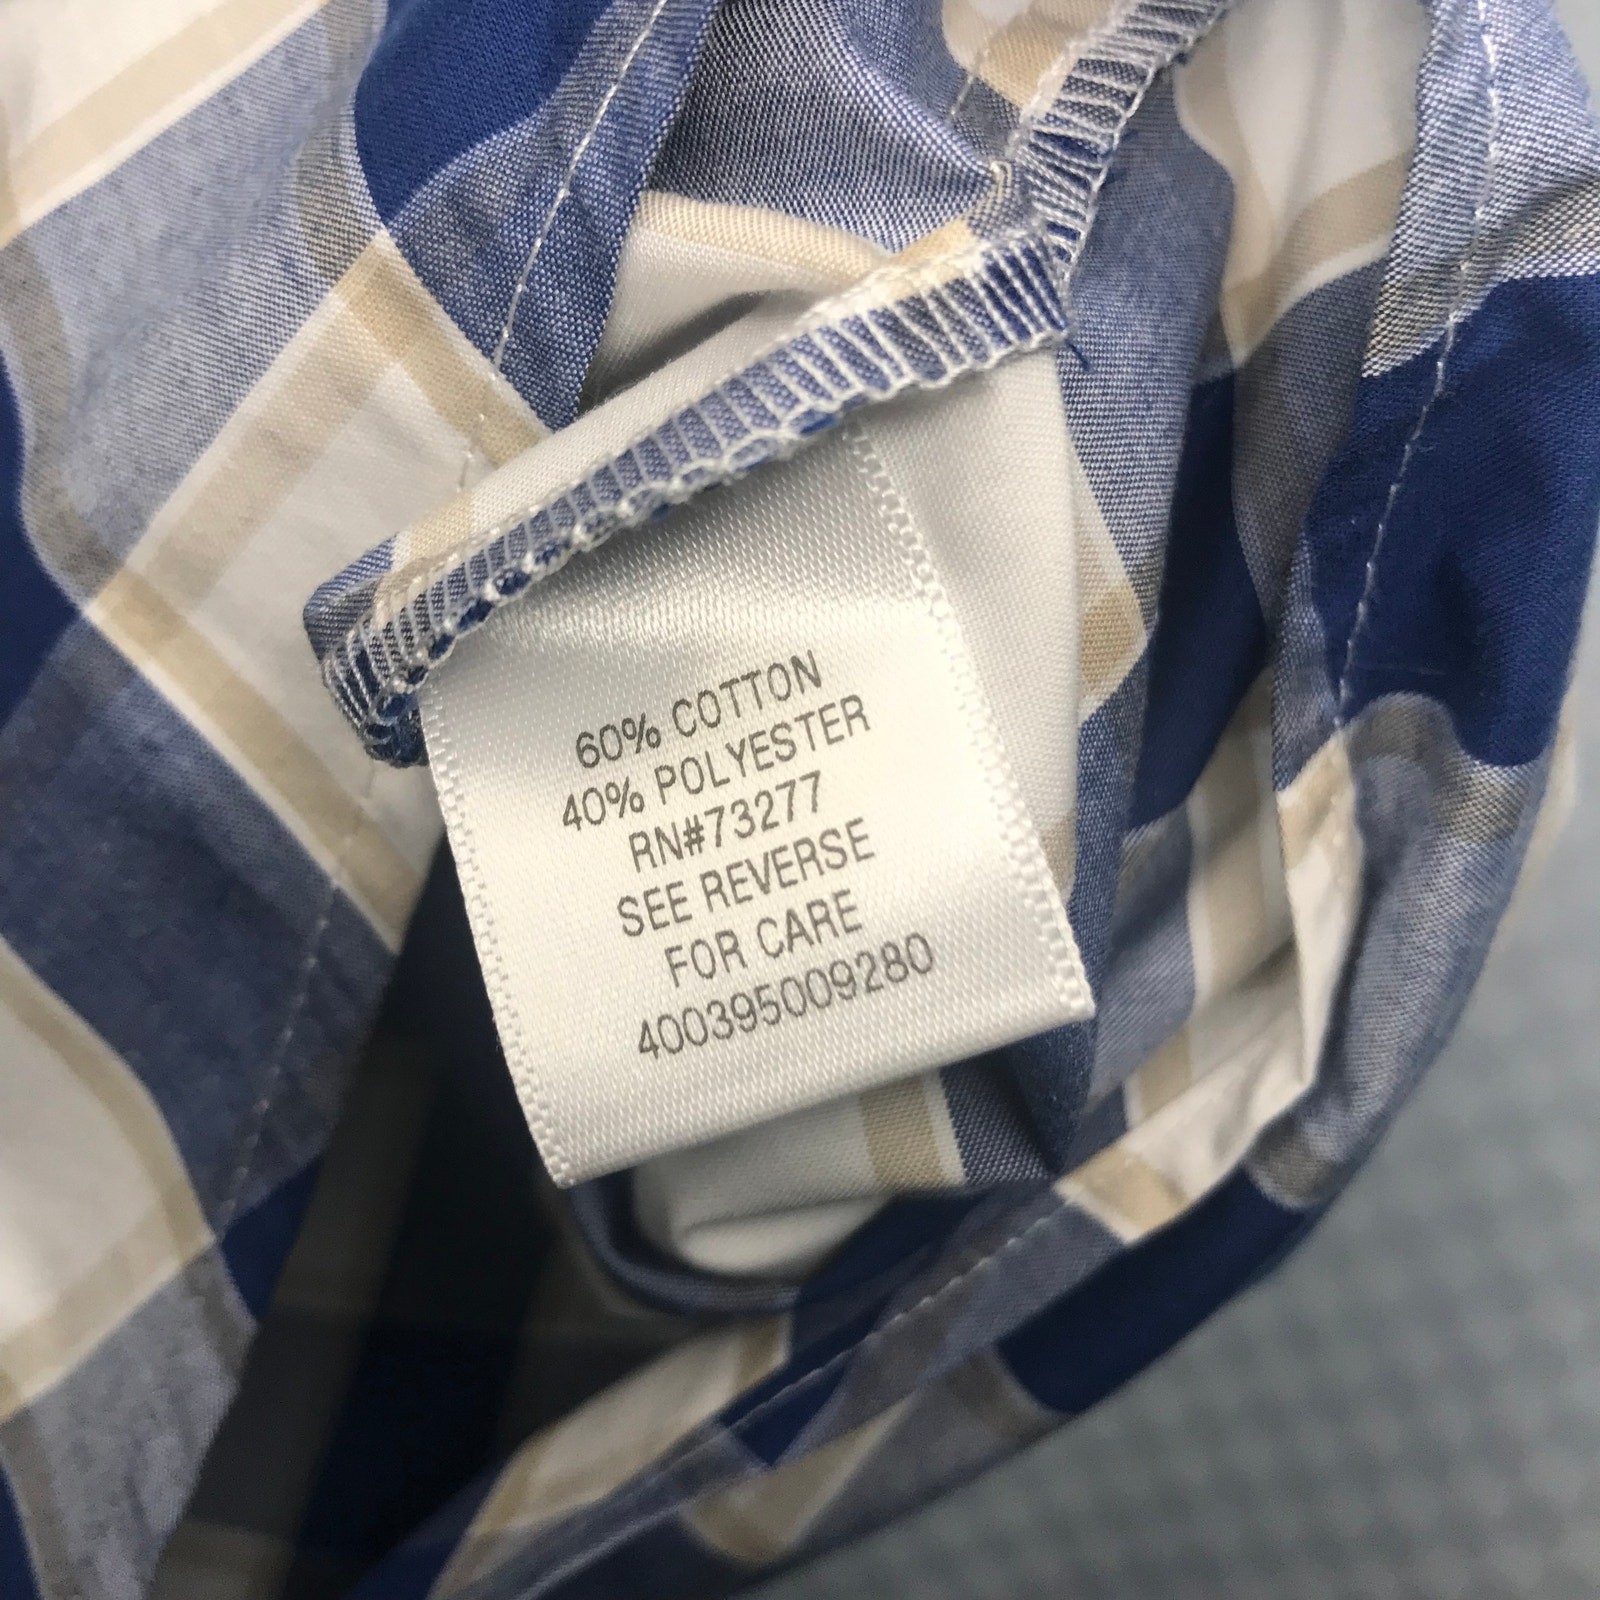 60% COTTON
40% POLYESTER
RN#73277
SEE REVERSE
FOR CARE
400395009280